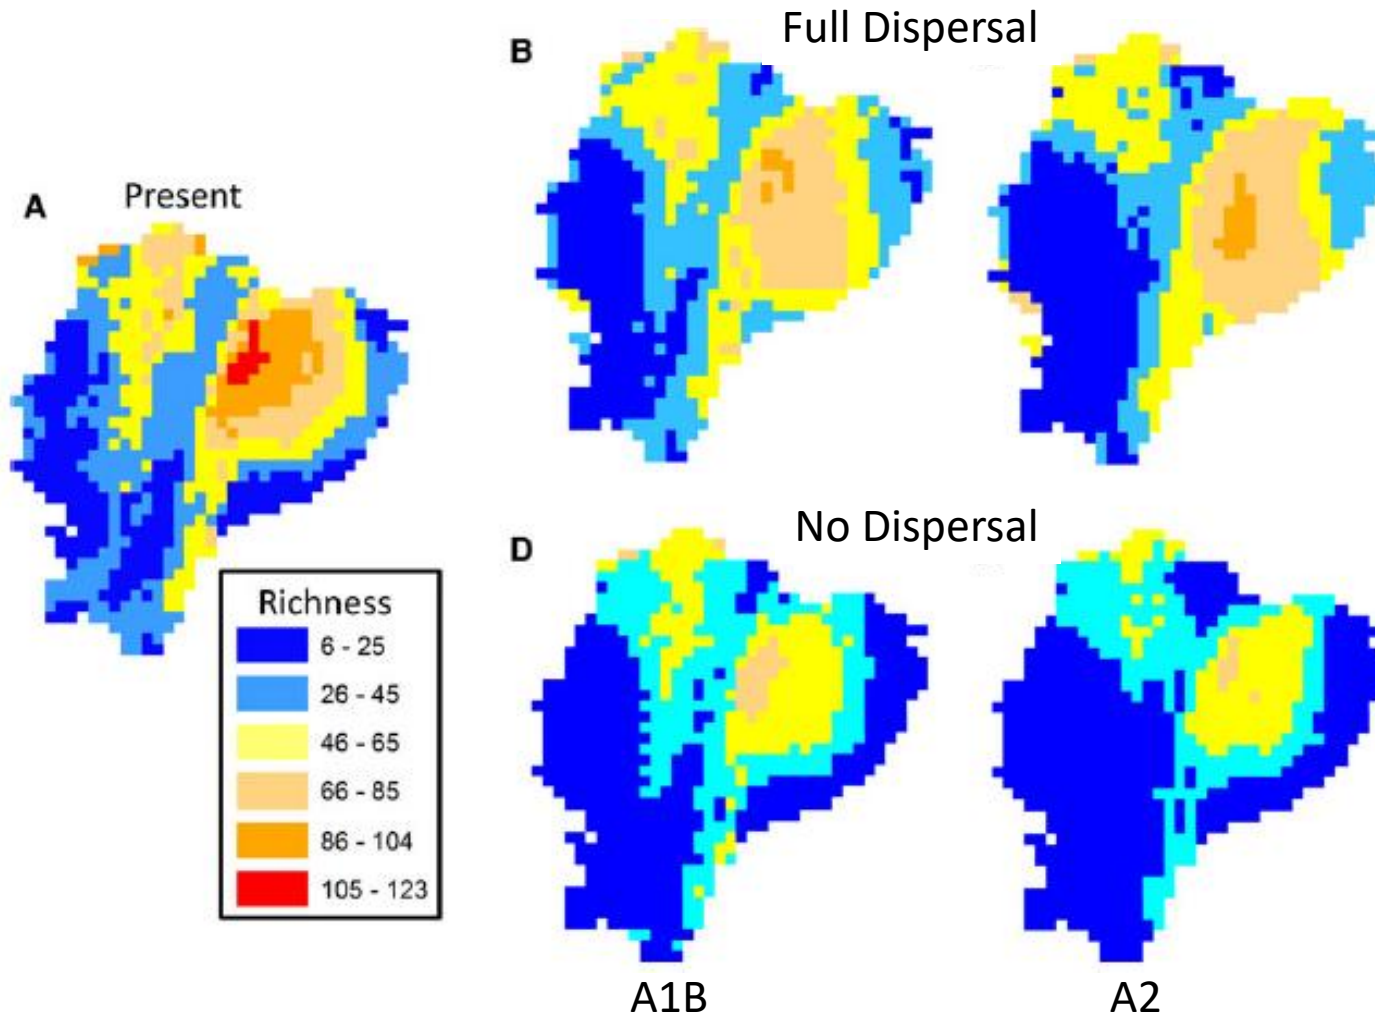 B
Full Dispersal
A
Present
D
No Dispersal
Richness
6 - 25
26 - 45
46 - 65
66 - 85
86 - 104
105 - 123
A1B
A2